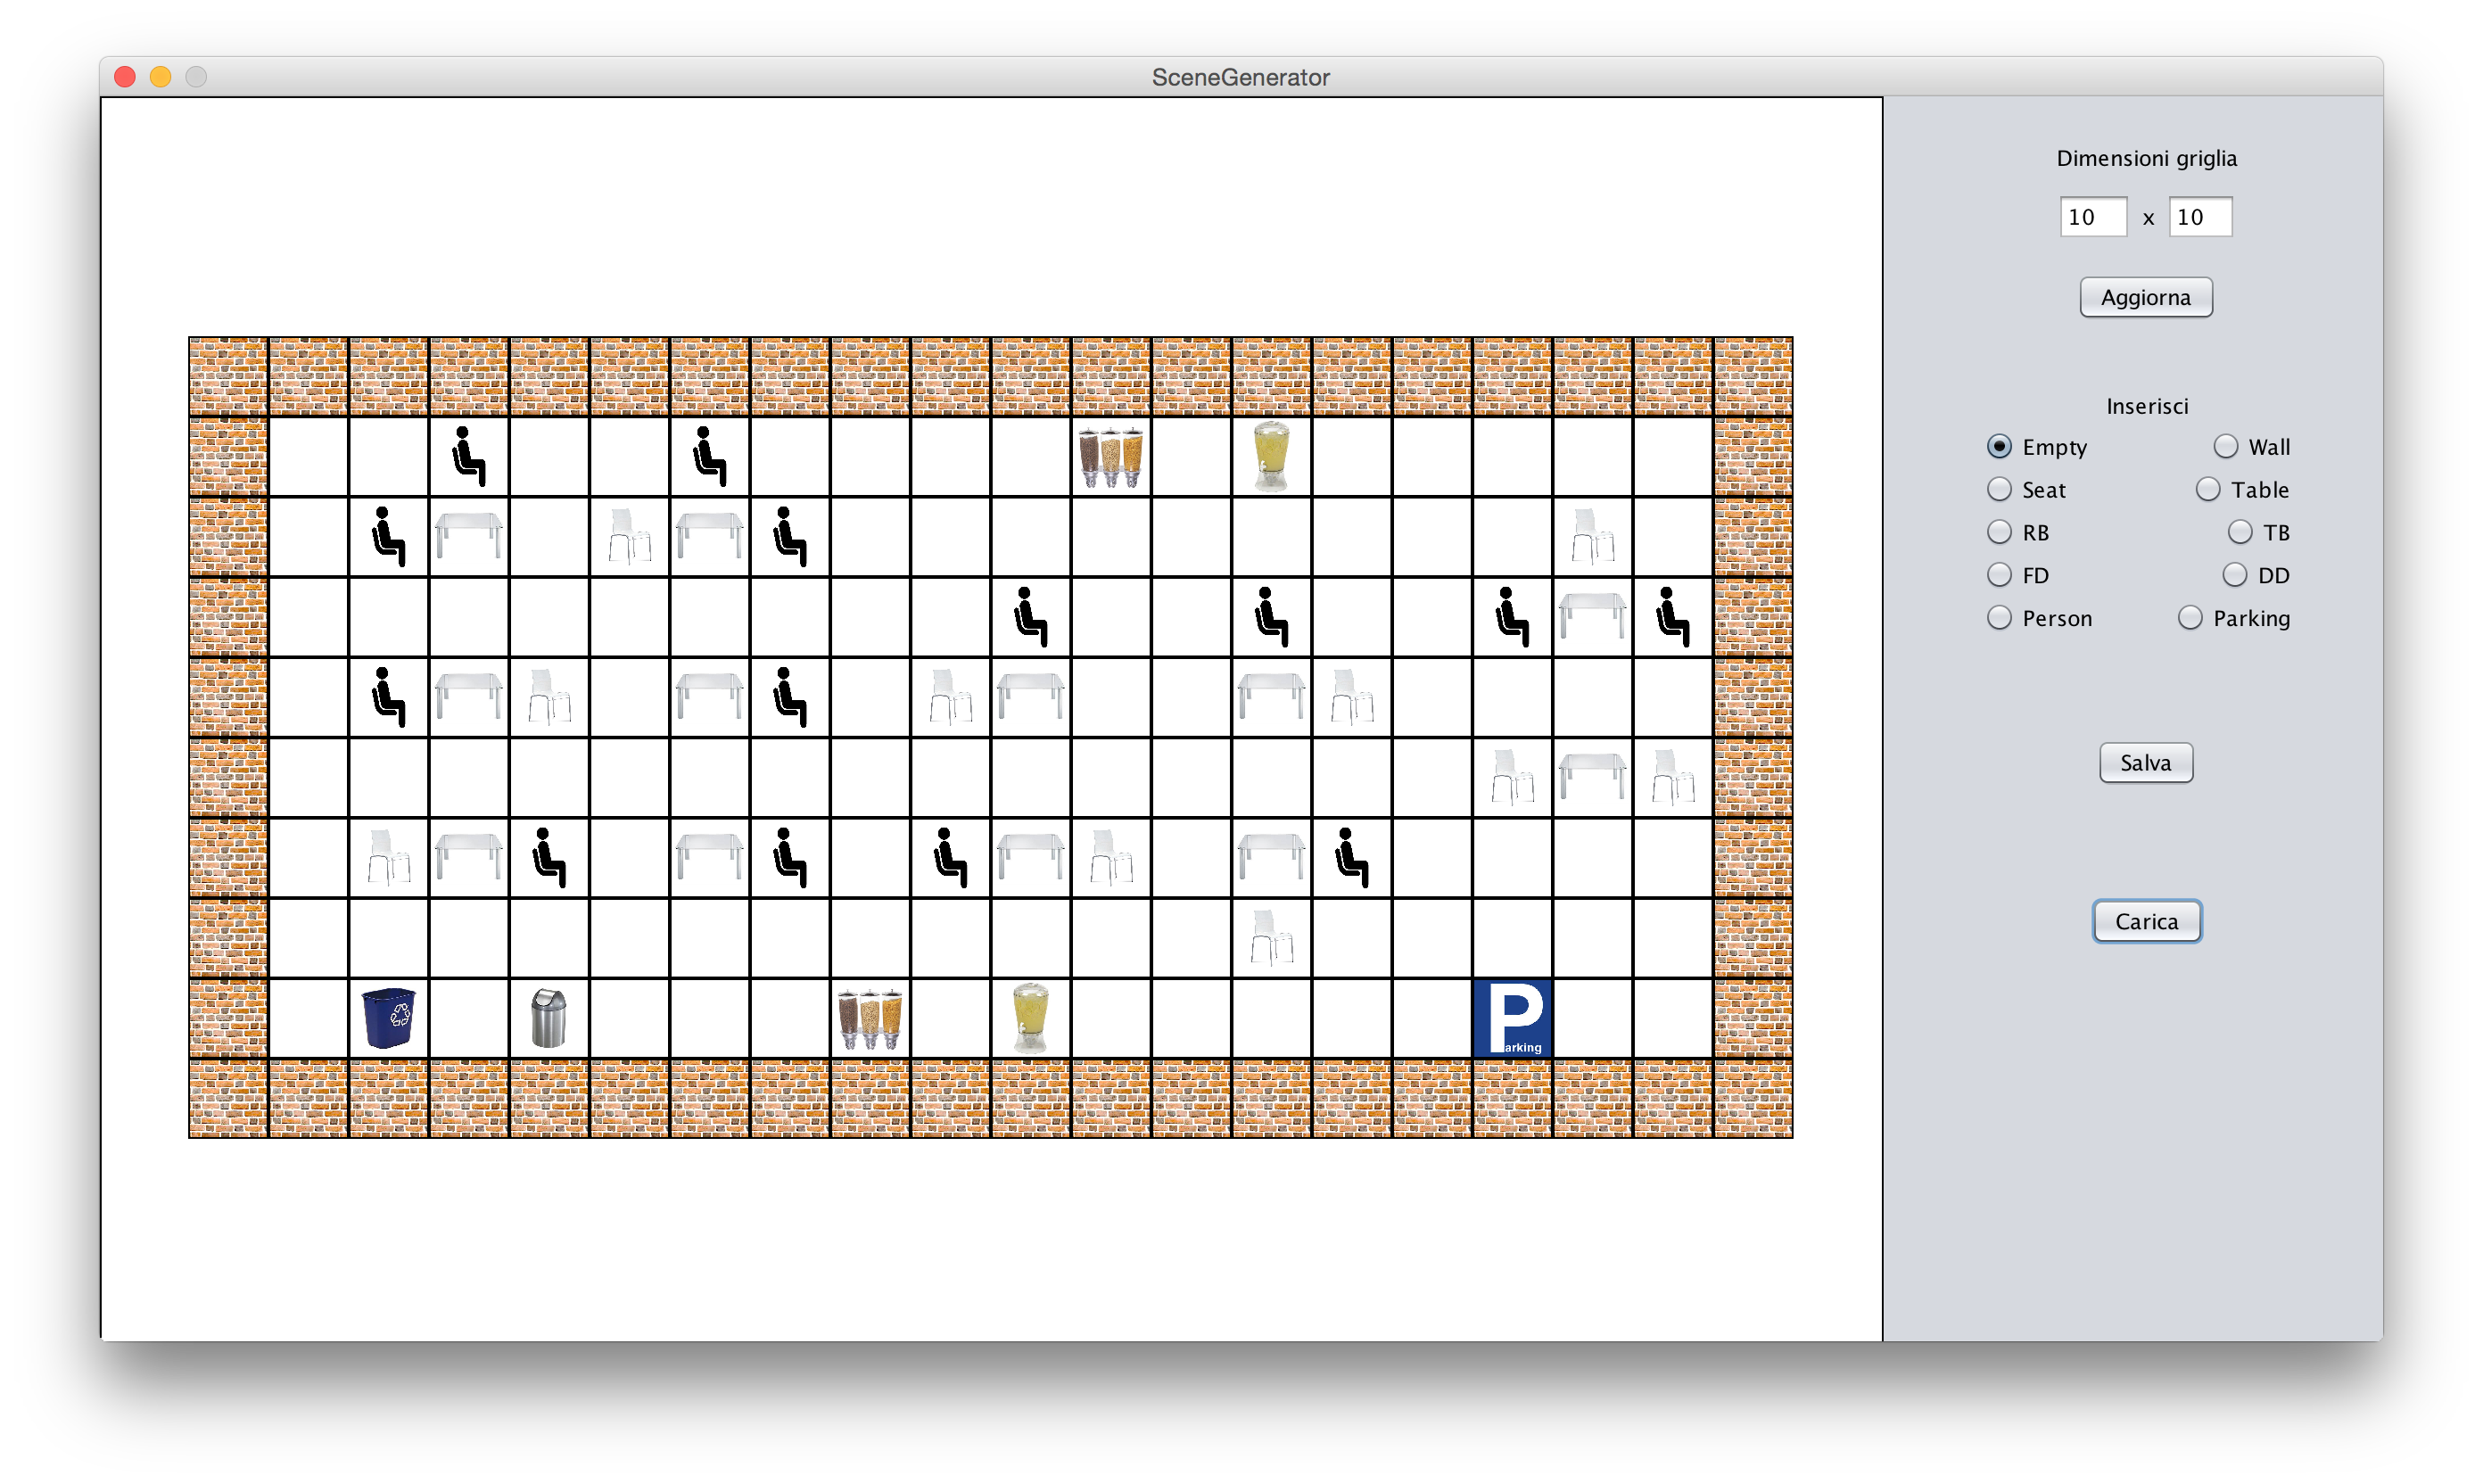 SceneGenerator
Dimensioni griglia
10 x 10
Aggiorna
Inserisci
Empty Wall
Seat Table
RB TB
FD DD
Person Parking
Salva
Carica
Parking